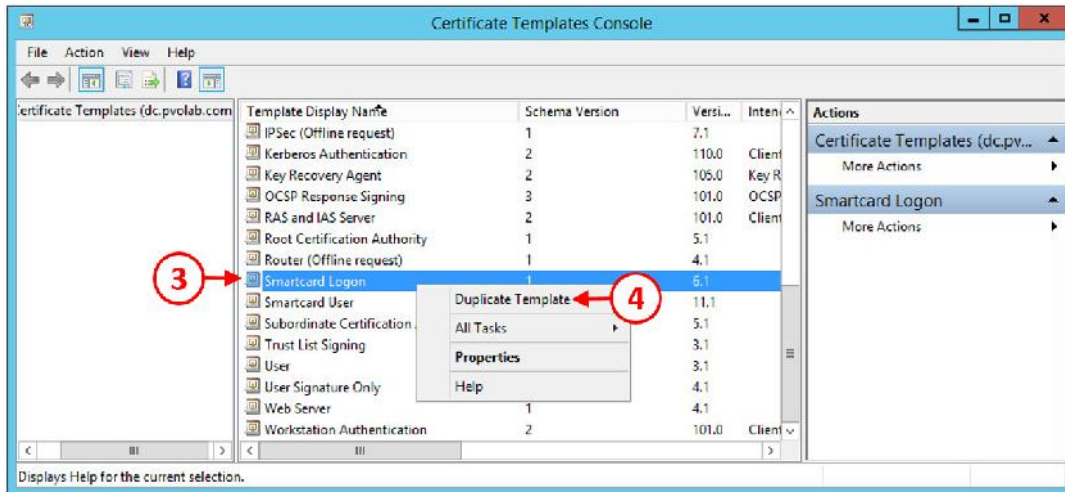 Certificate Templates Console
File Action View Help
Certificate Templates (dc.pvolab.com
Template Display Name Schema Version Versi... Inten
IPSec (Offline request) 1 7.1
Kerberos Authentication 2 110.0 Client
Key Recovery Agent 2 105.0 Key R
OCSP Response Signing 3 101.0 OCSP
RAS and IAS Server 2 101.0 Client
Root Certification Authority 1 5.1
Router (Offline request) 1 4.1
3 Smartcard Logon 1 6.1
Smartcard User 11.1
Subordinate Certification 5.1
Trust List Signing 3.1
User 3.1
User Signature Only 4.1
Web Server 1 4.1
Workstation Authentication 2 101.0 Client
Duplicate Template 4
All Tasks
Properties
Help
Actions
Certificate Templates (dc.pv...
More Actions
Smartcard Logon
More Actions
Displays Help for the current selection.